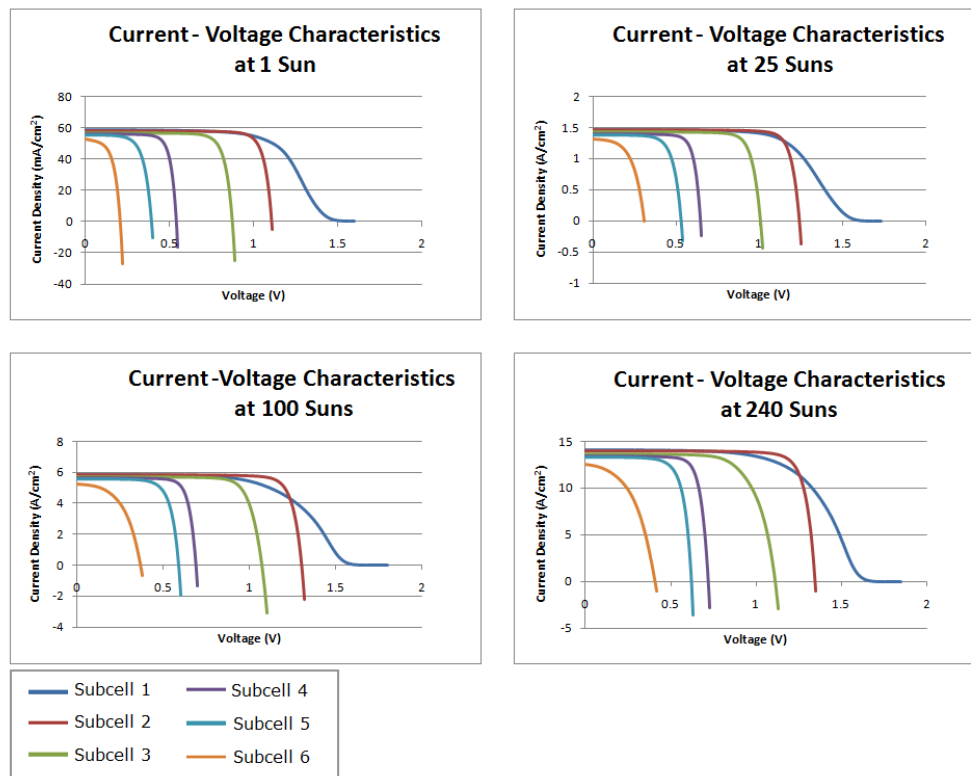 Current - Voltage Characteristics
at 1 Sun
Current Density (mA/cm²)
80
60
40
20
0
-20
-40
0
0.5
1
1.5
2
Voltage (V)
Current - Voltage Characteristics
at 25 Suns
Current Density (A/cm²)
2
1.5
1
0.5
0
-0.5
-1
0
0.5
1
1.5
2
Voltage (V)
Current -Voltage Characteristics
at 100 Suns
Current Density (A/cm²)
8
6
4
2
0
-2
-4
0
0.5
1
1.5
2
Voltage (V)
Current - Voltage Characteristics
at 240 Suns
Current Density (A/cm²)
15
10
5
0
-5
0
0.5
1
1.5
2
Voltage (V)
Subcell 1
Subcell 4
Subcell 2
Subcell 5
Subcell 3
Subcell 6